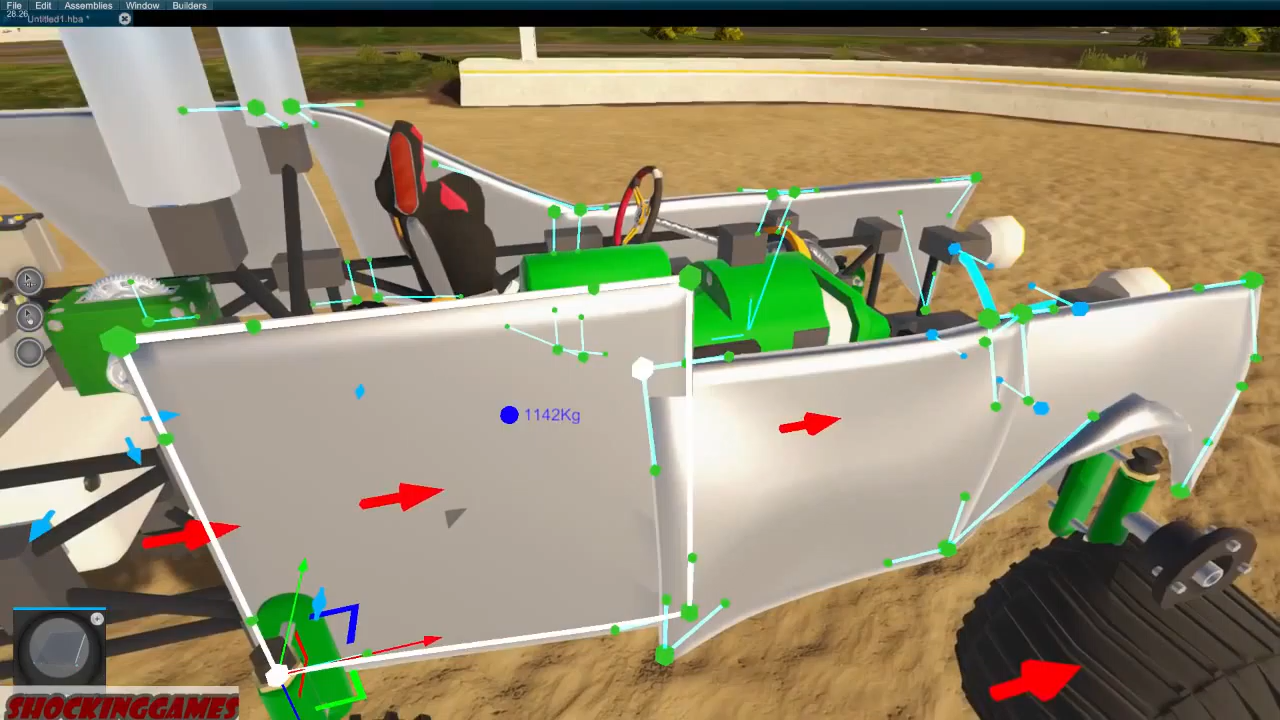 File Edit Assemblies Window Builders
28.26
Untitled1.hba *
1142Kg
SHOCKINGGAMES